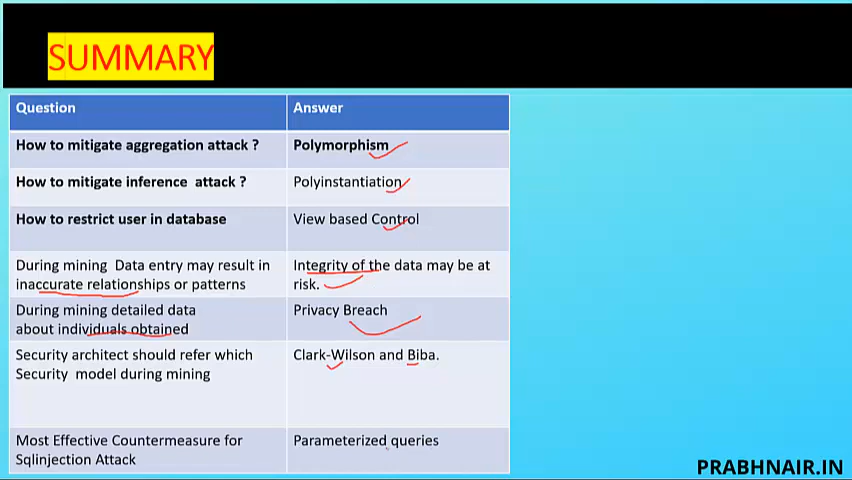 SUMMARY
Question Answer
How to mitigate aggregation attack ? Polymorphism
How to mitigate inference  attack ? Polyinstantiation
How to restrict user in database View based Control
During mining  Data entry may result in
inaccurate relationships or patterns
Integrity of the data may be at
risk.
During mining detailed data
about individuals obtained
Privacy Breach
Security architect should refer which
Security  model during mining
Clark-Wilson and Biba.
Most Effective Countermeasure for
Sqlinjection Attack
Parameterized queries
PRABHNAIR.IN